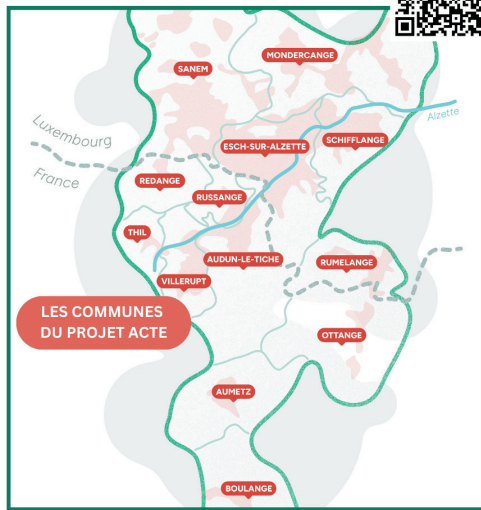 MONDERCANGE
SANEM
Alzette
Luxembourg
ESCH-SUR-ALZETTE
SCHIFFLANGE
France
REDANGE
RUSSANGE
THIL
AUDUN-LE-TICHE
RUMELANGE
VILLERUPT
LES COMMUNES
DU PROJET ACTE
OTTANGE
AUMETZ
BOULANGE